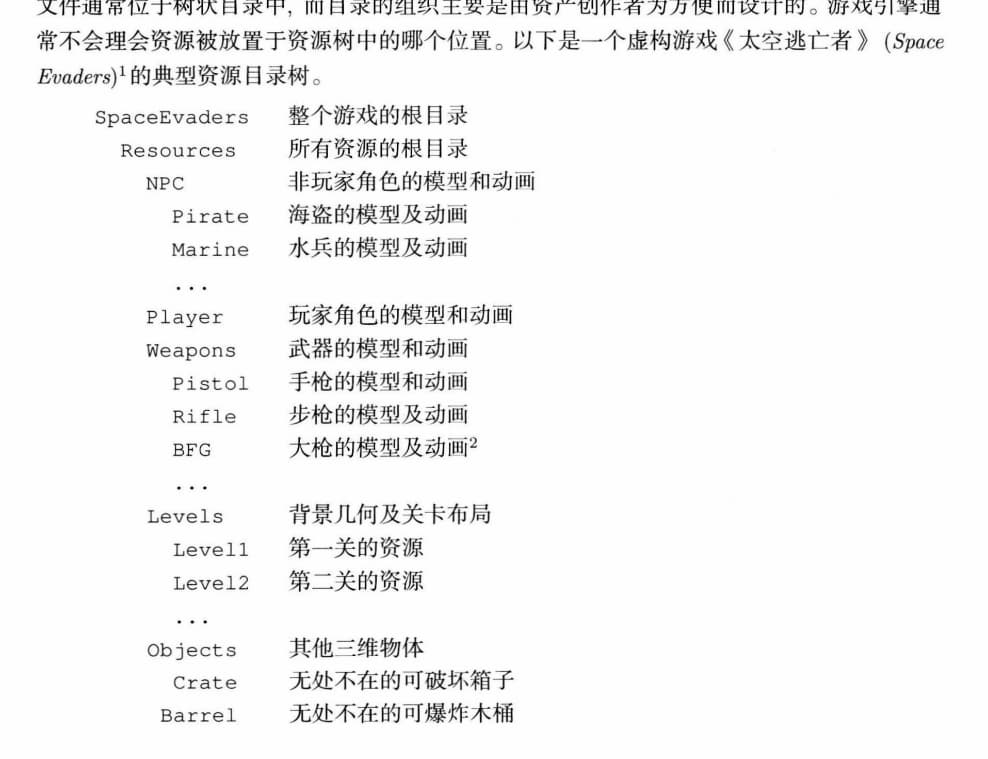 文件通常位于树状目录中, 而目录的组织主要是由资产创作者为方便而设计的。游戏引擎通
常不会理会资源被放置于资源树中的哪个位置。以下是一个虚构游戏《太空逃亡者》(Space
Evaders)¹的典型资源目录树。
SpaceEvaders 整个游戏的根目录
Resources 所有资源的根目录
NPC 非玩家角色的模型和动画
Pirate 海盗的模型及动画
Marine 水兵的模型及动画
...
Player 玩家角色的模型和动画
Weapons 武器的模型和动画
Pistol 手枪的模型和动画
Rifle 步枪的模型及动画
BFG 大枪的模型及动画²
...
Levels 背景几何及关卡布局
Level1 第一关的资源
Level2 第二关的资源
...
Objects 其他三维物体
Crate 无处不在的可破坏箱子
Barrel 无处不在的可爆炸木桶